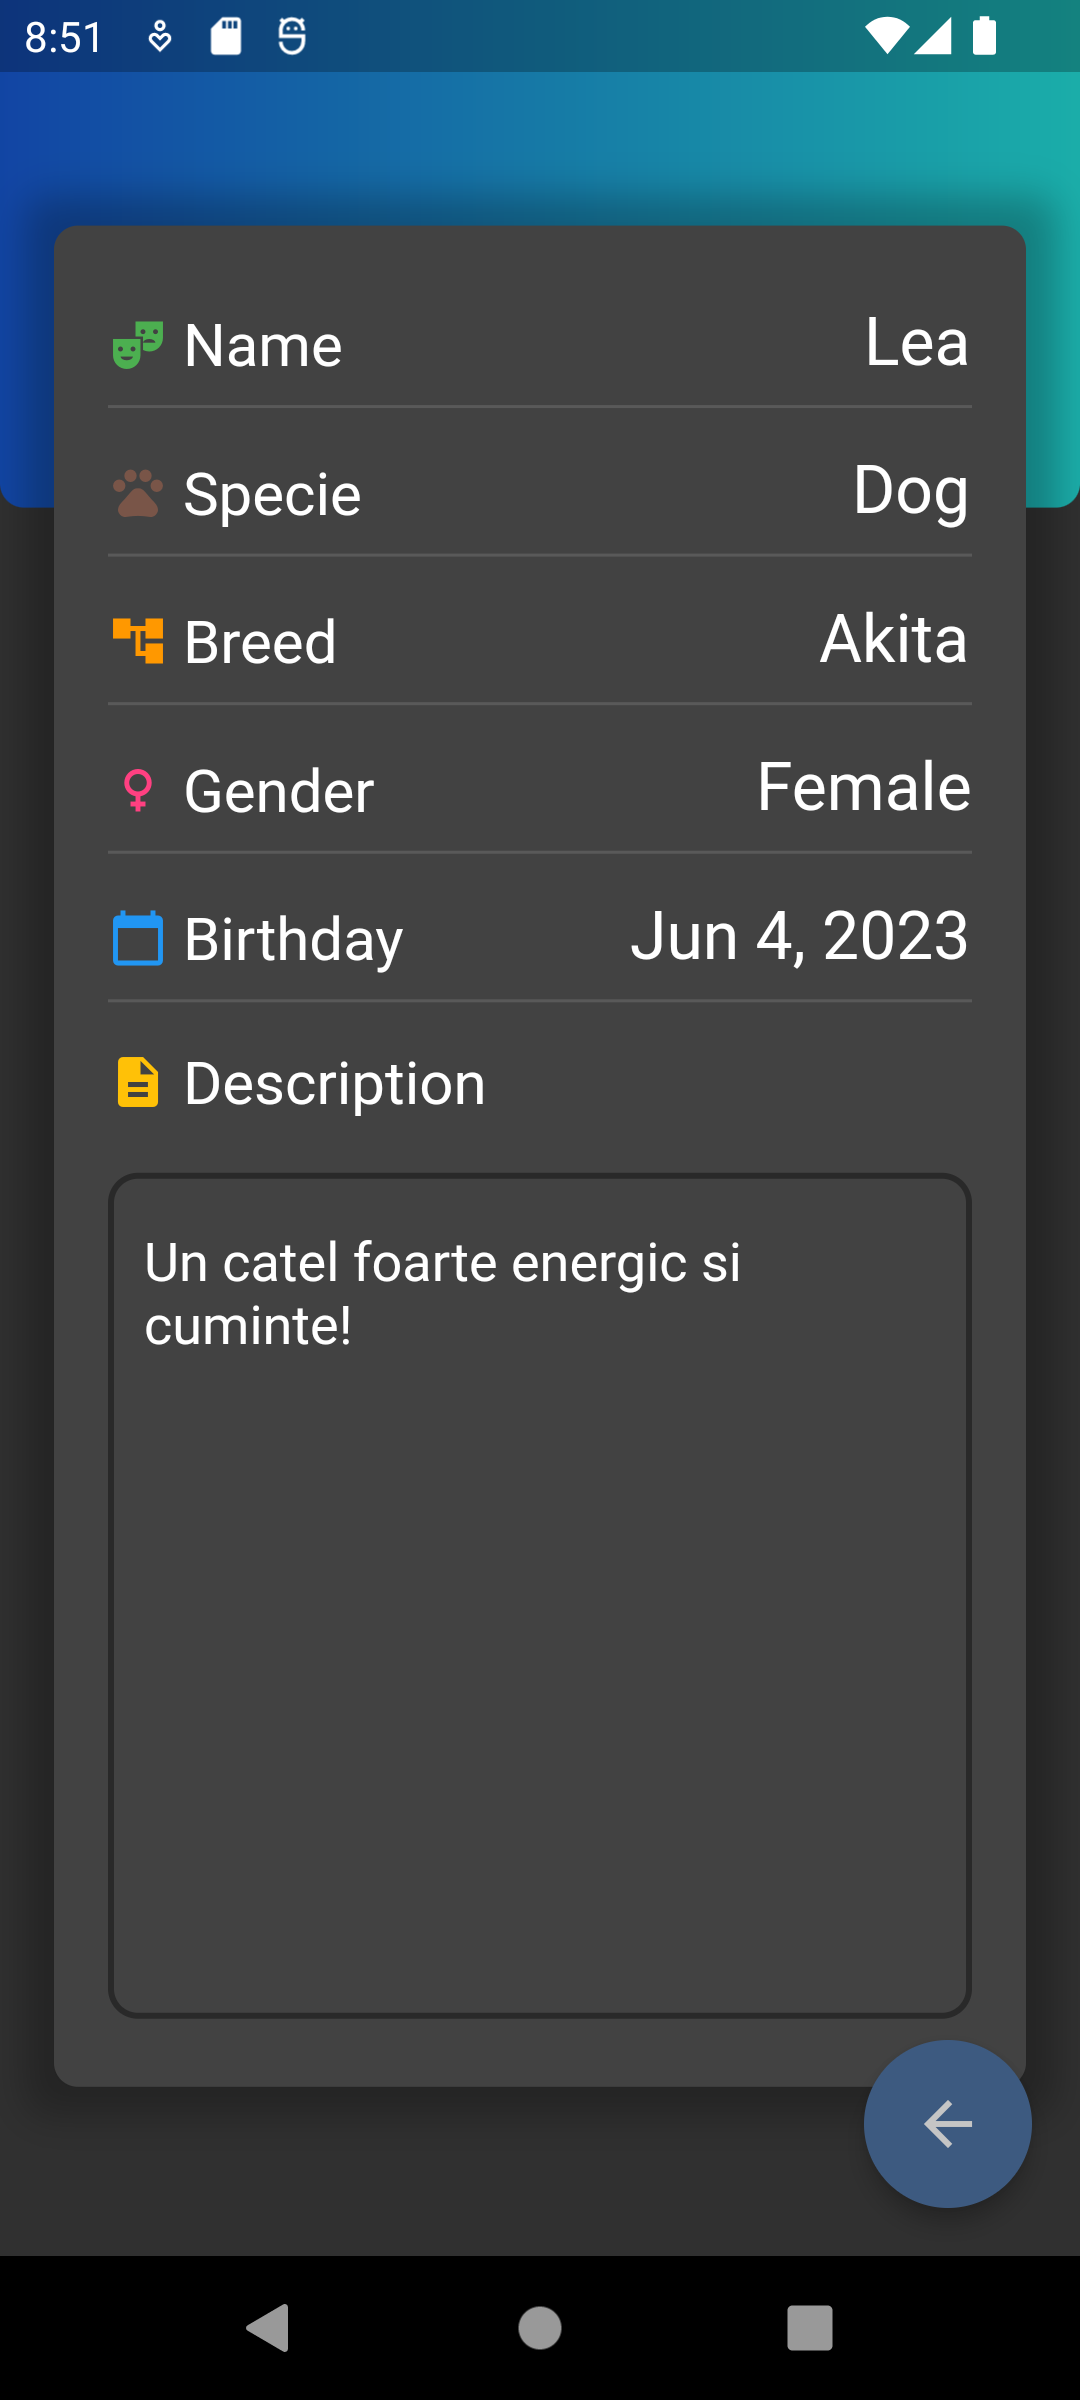 8:51
Name Lea
Specie Dog
Breed Akita
Gender Female
Birthday Jun 4, 2023
Description
Un catel foarte energic si
cuminte!